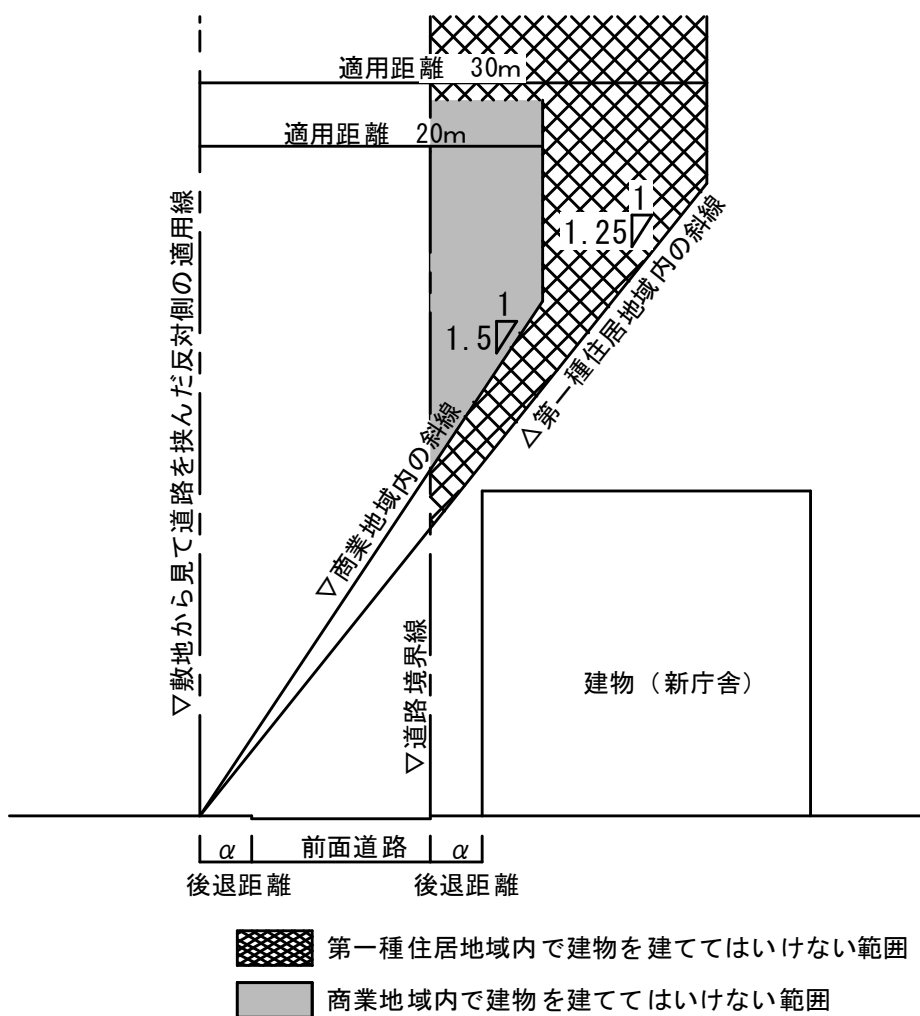 適用距離 30m
適用距離 20m
1
1.25
1
1.5
▽敷地から見て道路を挟んだ反対側の適用線
▽商業地域内の斜線
△第一種住居地域内の斜線
▽道路境界線
建物（新庁舎）
α
前面道路
α
後退距離
後退距離
第一種住居地域内で建物を建ててはいけない範囲
商業地域内で建物を建ててはいけない範囲